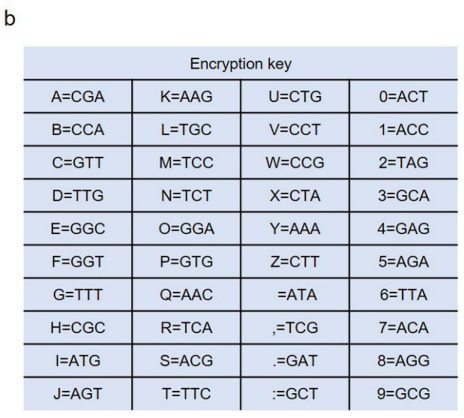 b
Encryption key
A=CGA K=AAG U=CTG 0=ACT
B=CCA L=TGC V=CCT 1=ACC
C=GTT M=TCC W=CCG 2=TAG
D=TTG N=TCT X=CTA 3=GCA
E=GGC O=GGA Y=AAA 4=GAG
F=GGT P=GTG Z=CTT 5=AGA
G=TTT Q=AAC =ATA 6=TTA
H=CGC R=TCA ,=TCG 7=ACA
I=ATG S=ACG .=GAT 8=AGG
J=AGT T=TTC :=GCT 9=GCG